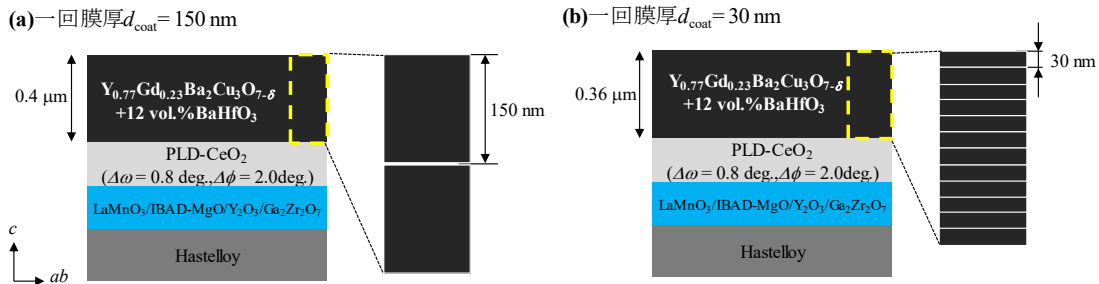 (a)一回膜厚d_coat= 150 nm
0.4 μm
Y0.77Gd0.23Ba2Cu3O7-δ
+12 vol.%BaHfO3
150 nm
PLD-CeO2
(Δω = 0.8 deg.,Δϕ = 2.0deg.)
LaMnO3/IBAD-MgO/Y2O3/Ga2Zr2O7
Hastelloy
c
ab
(b)一回膜厚d_coat= 30 nm
0.36 μm
Y0.77Gd0.23Ba2Cu3O7-δ
+12 vol.%BaHfO3
30 nm
PLD-CeO2
(Δω = 0.8 deg.,Δϕ = 2.0deg.)
LaMnO3/IBAD-MgO/Y2O3/Ga2Zr2O7
Hastelloy